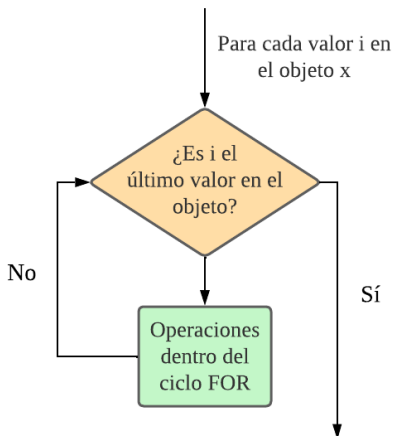 Para cada valor i en
el objeto x
¿Es i el
último valor en el
objeto?
No
Sí
Operaciones
dentro del
ciclo FOR